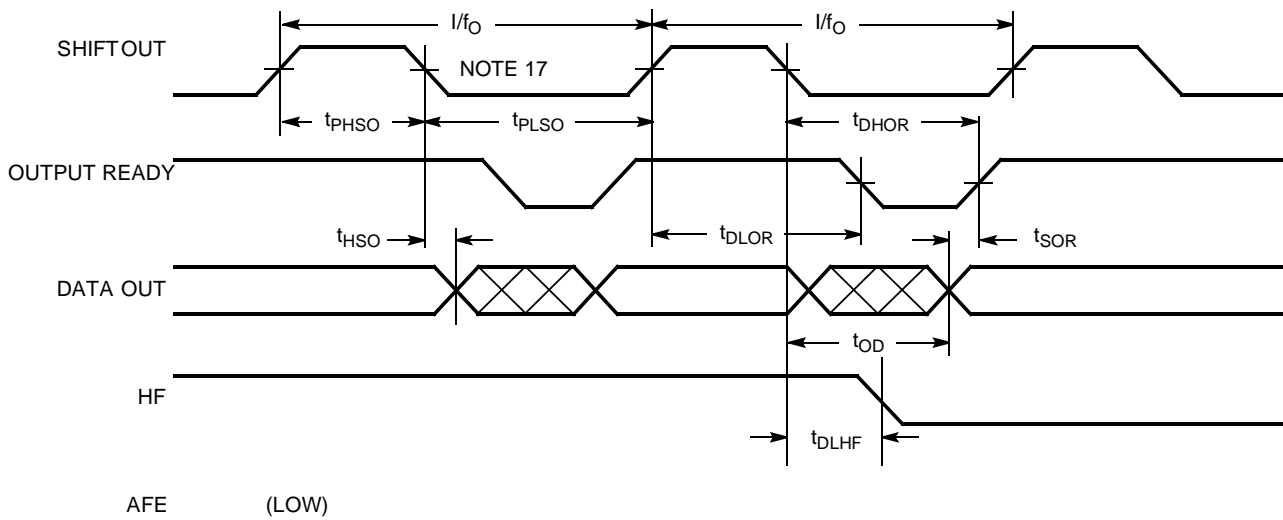 I/fO I/fO
SHIFTOUT
NOTE 17
tPHSO tPLSO tDHOR
OUTPUT READY
tHSO tDLOR tSOR
DATA OUT
tOD
HF
tDLHF
AFE (LOW)